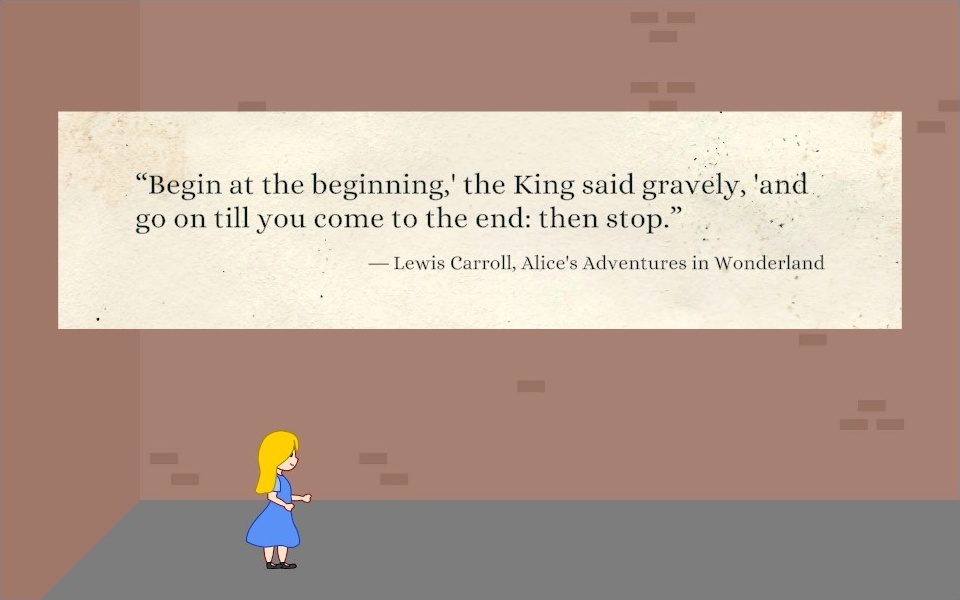 “Begin at the beginning,' the King said gravely, 'and
go on till you come to the end: then stop.”
— Lewis Carroll, Alice's Adventures in Wonderland